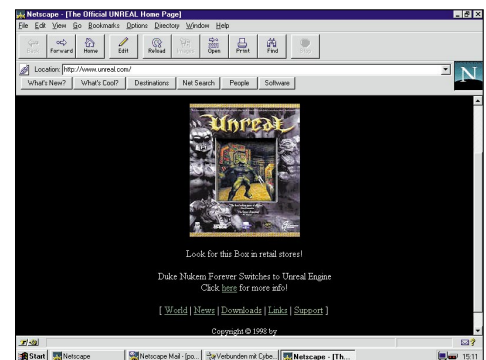 Netscape - [The Official UNREAL Home Page]
File Edit View Go Bookmarks Options Directory Window Help
Back Forward Home Edit Reload Images Open Print Find Stop
Location: http://www.unreal.com/
What's New? What's Cool? Destinations Net Search People Software
N
Unreal
Look for this Box in retail stores!
Duke Nukem Forever Switches to Unreal Engine
Click here for more info!
[ World | News | Downloads | Links | Support ]
Copyright © 1998 by
Start Netscape Netscape Mail - [po... Verbunden mit Cybe... Netscape - [Th... 15:11